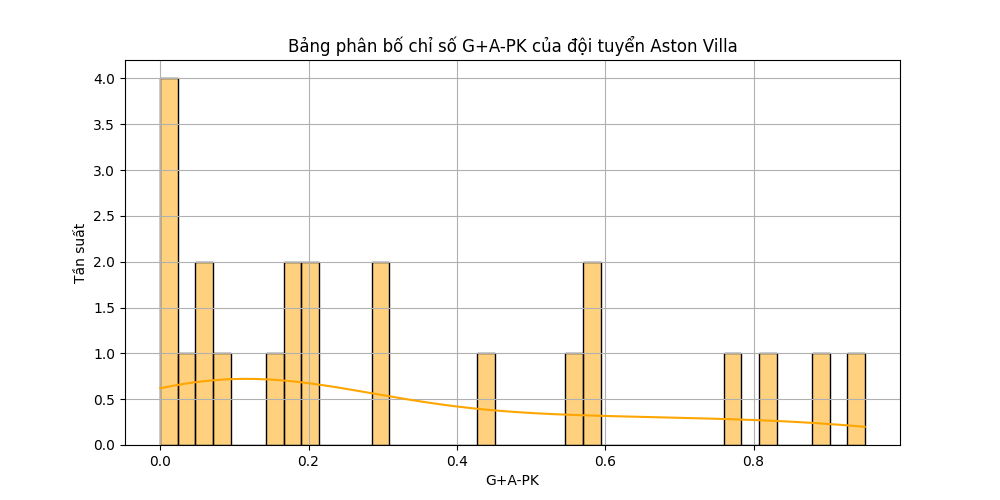 Bảng phân bố chỉ số G+A-PK của đội tuyển Aston Villa
4.0
3.5
3.0
2.5
2.0
1.5
1.0
0.5
0.0
Tần suất
0.0 0.2 0.4 0.6 0.8
G+A-PK